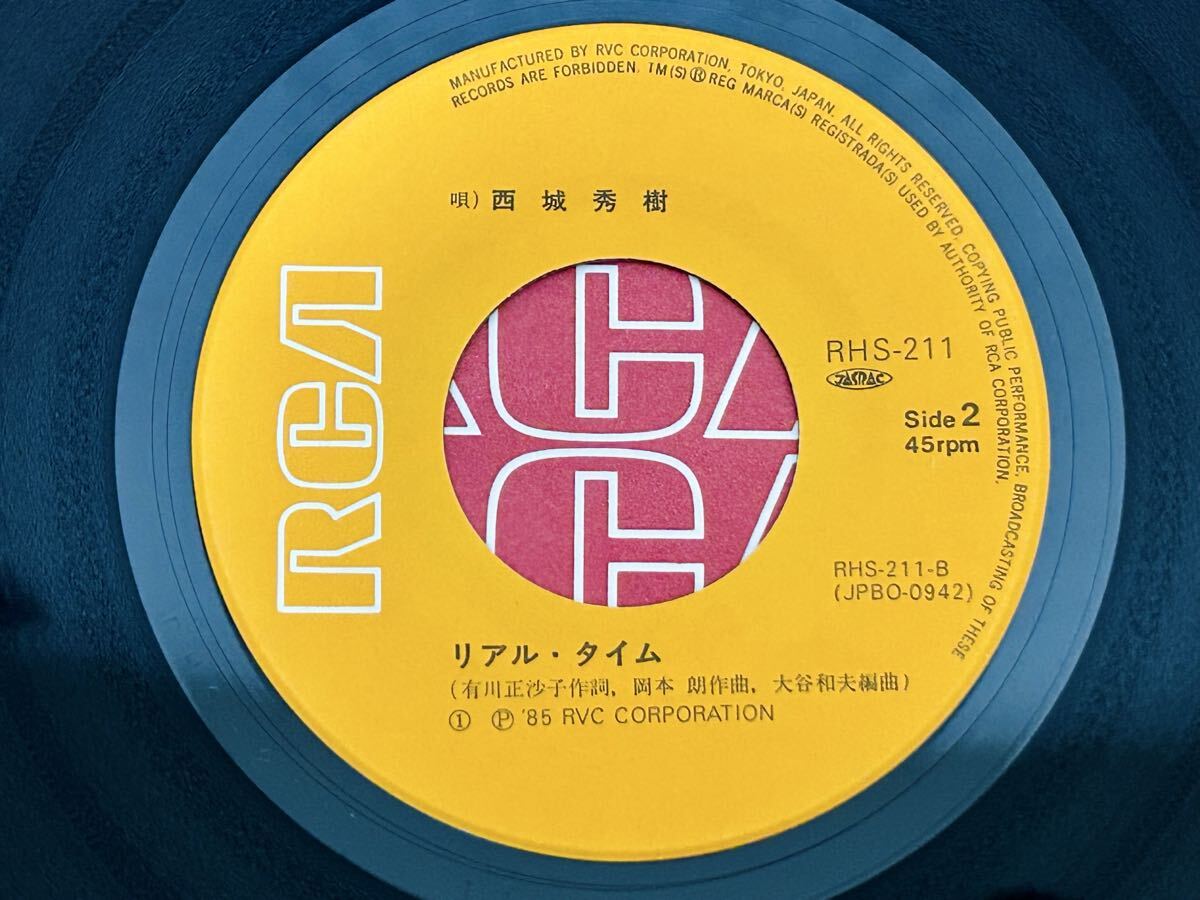 MANUFACTURED BY RVC CORPORATION, TOKYO, JAPAN. ALL RIGHTS RESERVED, COPYING PUBLIC PERFORMANCE, BROADCASTING OF THESE
RECORDS ARE FORBIDDEN, TM(S)® REG MARCA(S) REGISTRADA(S) USED BY AUTHORITY OF RCA CORPORATION.
唄) 西城秀樹
RCA
RHS-211
JASRAC
Side 2
45rpm
RHS-211-B
(JPBO-0942)
リアル・タイム
(有川正沙子作詞, 岡本 朗作曲, 大谷和夫編曲)
① Ⓟ '85 RVC CORPORATION